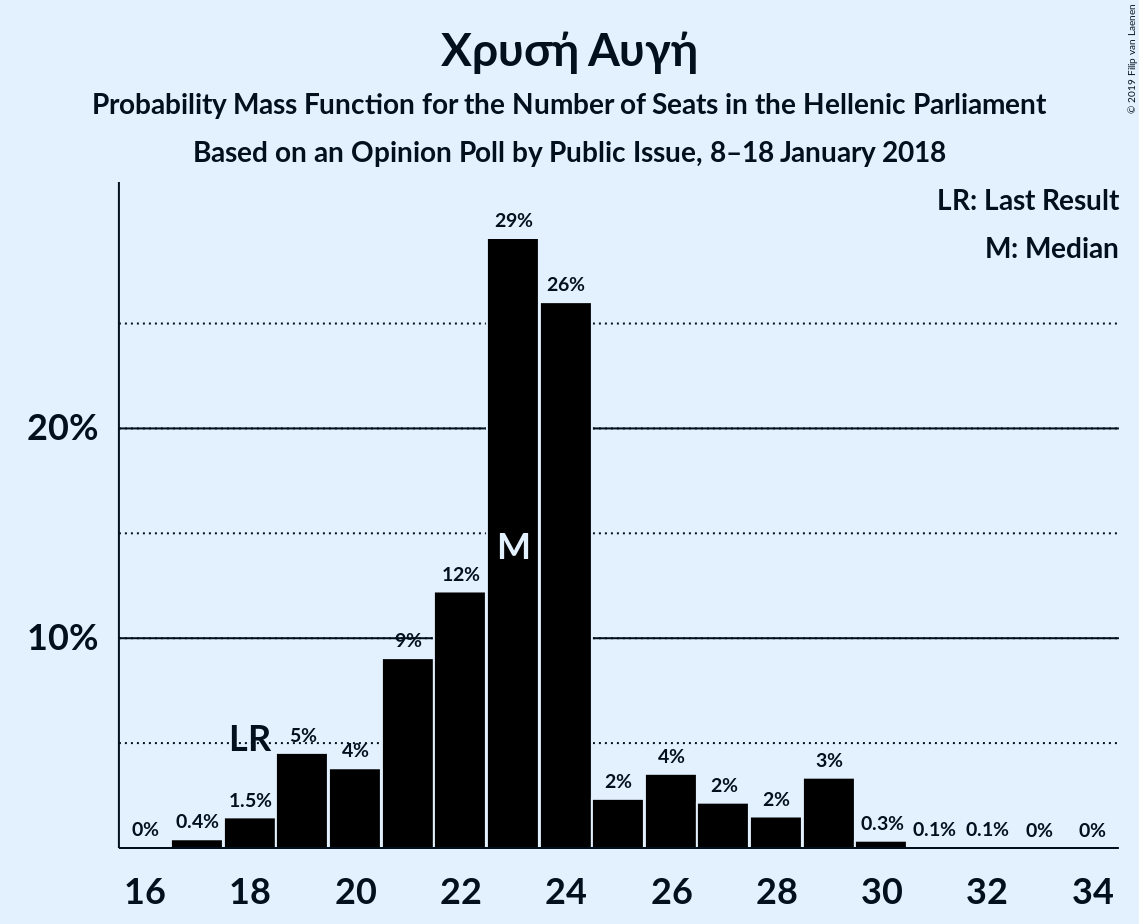 Χρυσή Αυγή
Probability Mass Function for the Number of Seats in the Hellenic Parliament
Based on an Opinion Poll by Public Issue, 8–18 January 2018
© 2019 Filip van Laenen
LR: Last Result
M: Median
29%
26%
20%
M
12%
10%
9%
LR
5%
4%
4%
3%
2%
2%
2%
1.5%
0%
0.4%
0.3%
0.1%
0.1%
0%
0%
16 18 20 22 24 26 28 30 32 34